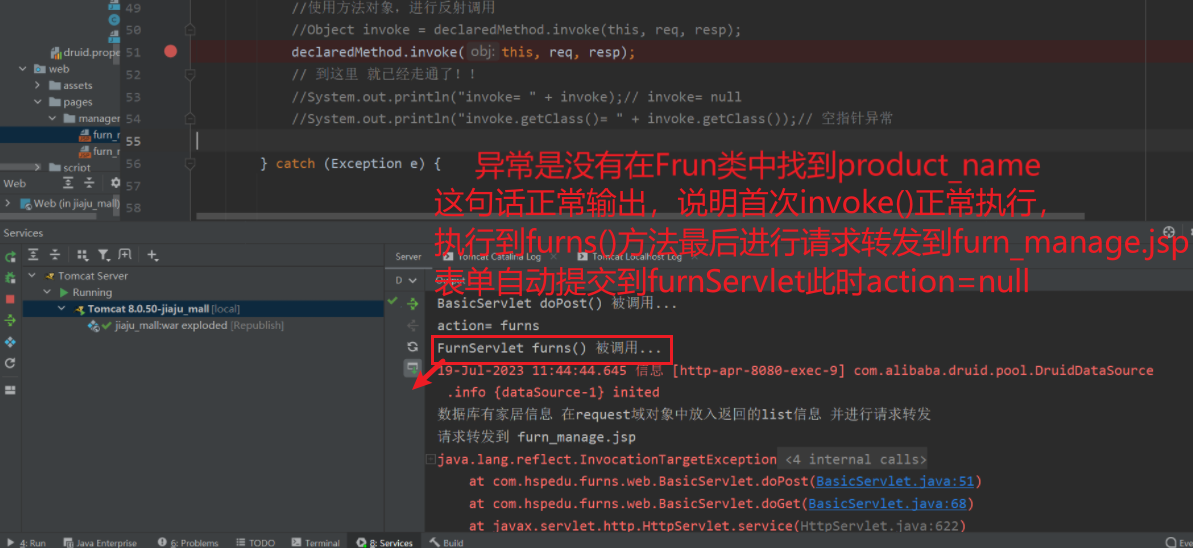 49 //使用方法对象，进行反射调用
50 //Object invoke = declaredMethod.invoke(this, req, resp);
druid.prope 51 declaredMethod.invoke( obj: this, req, resp);
web 52 // 到这里 就已经走通了！！
assets 53 //System.out.println("invoke= " + invoke);// invoke= null
pages
manager 54 //System.out.println("invoke.getClass()= " + invoke.getClass());// 空指针异常
furn_r 55
furn_r 56 } catch (Exception e) {
script
57
58
Web
Web (in jiaju_mall)
异常是没有在Frun类中找到product_name
这句话正常输出，说明首次invoke()正常执行，
执行到furns()方法最后进行请求转发到furn_manage.jsp
表单自动提交到furnServlet此时action=null
Services
Server Tomcat Catalina Log Tomcat Localhost Log
D Output
Tomcat Server
Running
Tomcat 8.0.50-jiaju_mall [local]
jiaju_mall:war exploded [Republish]
BasicServlet doPost() 被调用...
action= furns
FurnServlet furns() 被调用...
19-Jul-2023 11:44:44.645 信息 [http-apr-8080-exec-9] com.alibaba.druid.pool.DruidDataSource
.info {dataSource-1} inited
数据库有家居信息 在request域对象中放入返回的list信息 并进行请求转发
请求转发到 furn_manage.jsp
java.lang.reflect.InvocationTargetException <4 internal calls>
at com.hspedu.furns.web.BasicServlet.doPost(BasicServlet.java:51)
at com.hspedu.furns.web.BasicServlet.doGet(BasicServlet.java:68)
at javax.servlet.http.HttpServlet.service(HttpServlet.java:622)
4: Run Java Enterprise 6: Problems TODO Terminal 8: Services Build Eve